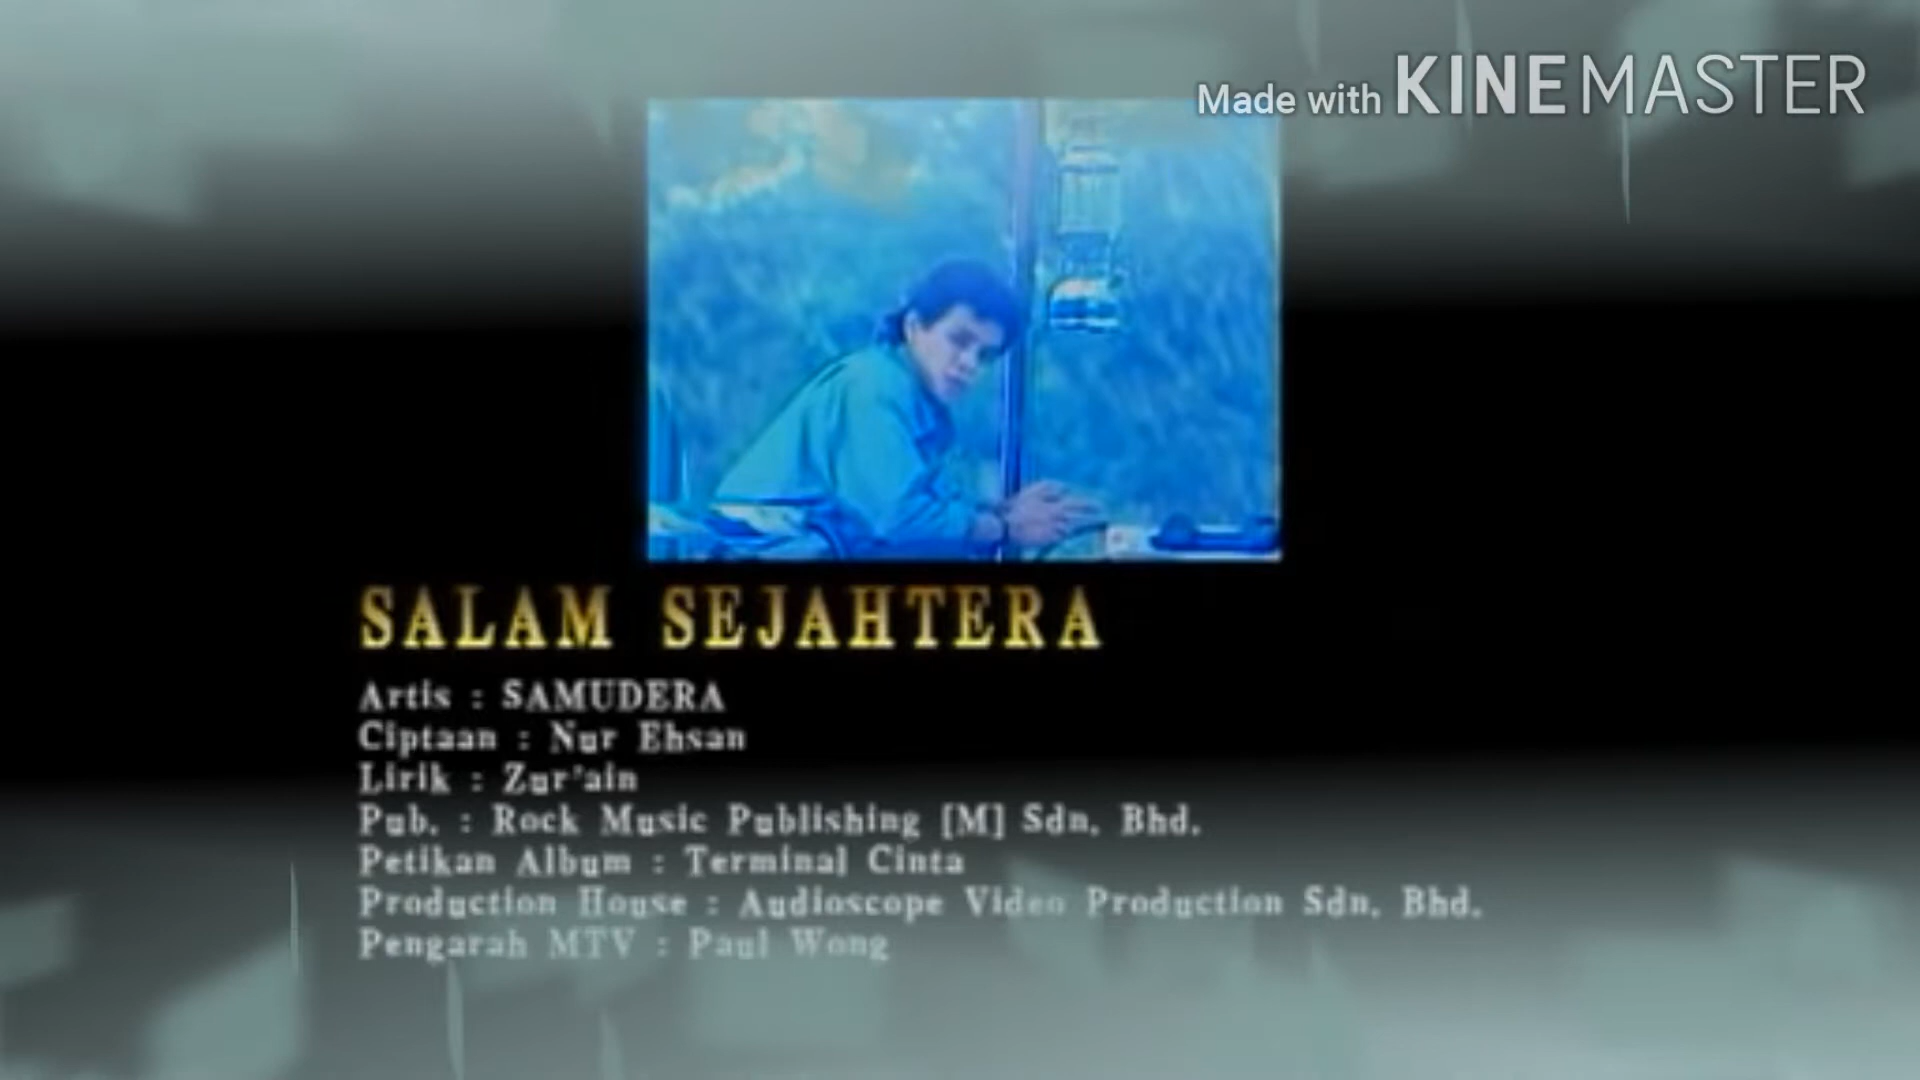 Made with KINEMASTER
SALAM SEJAHTERA
Artis : SAMUDERA
Ciptaan : Nur Ehsan
Lirik : Zur'ain
Pub. : Rock Music Publishing [M] Sdn. Bhd.
Petikan Album : Terminal Cinta
Production House : Audioscope Video Production Sdn. Bhd.
Pengarah MTV : Paul Wong